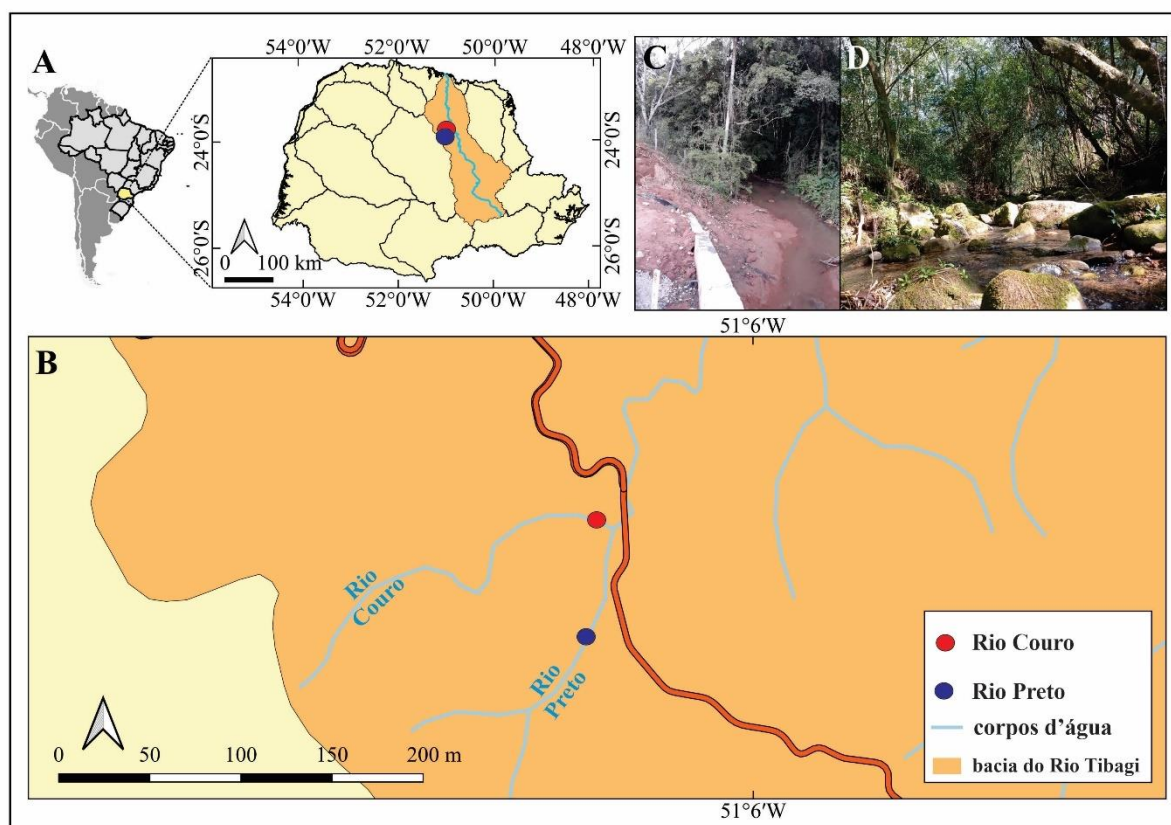 A
54°0'W 52°0'W 50°0'W 48°0'W
24°0'S
26°0'S
24°0'S
26°0'S
0 100 km
54°0'W 52°0'W 50°0'W 48°0'W
C
D
51°6'W
B
Rio
Couro
Rio
Preto
0 50 100 150 200 m
Rio Couro
Rio Preto
corpos d'água
bacia do Rio Tibagi
51°6'W